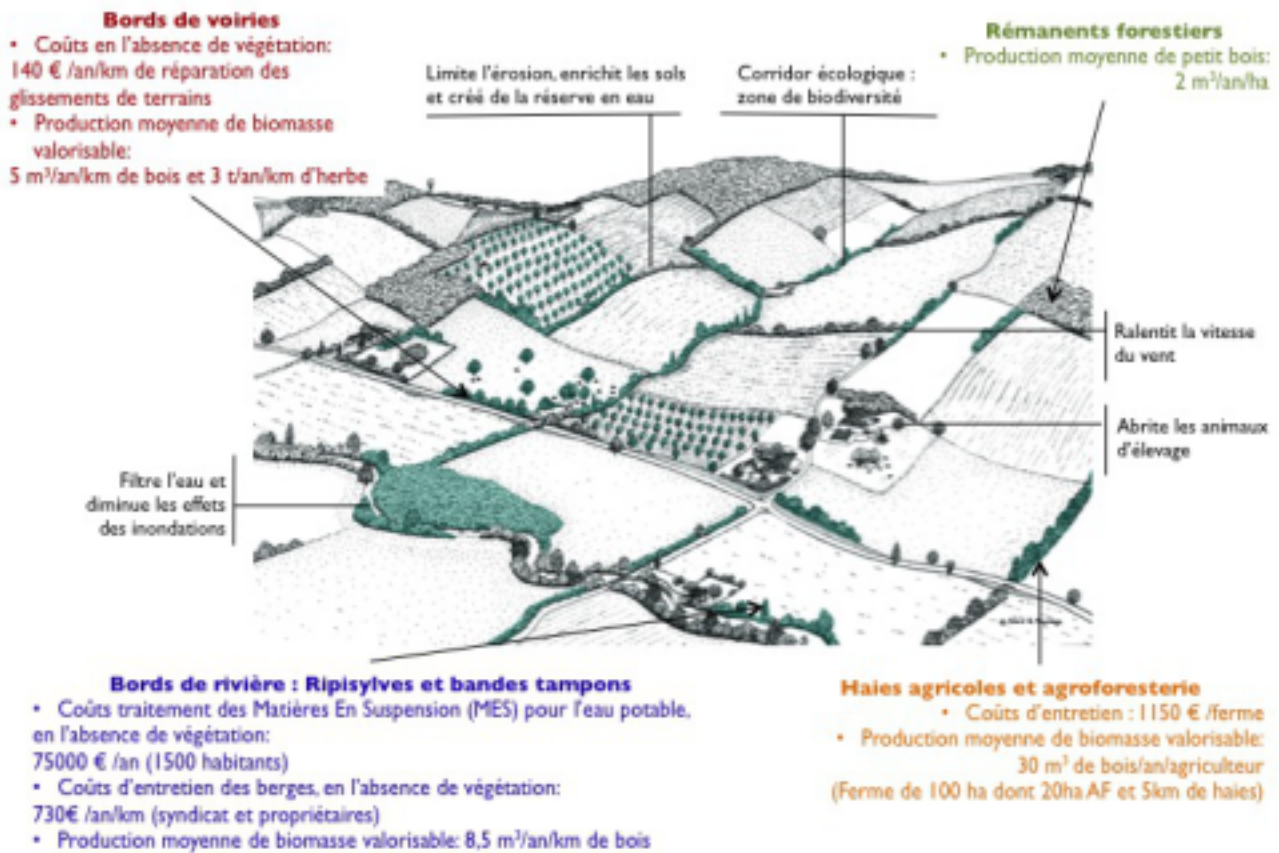 Bords de voiries
• Coûts en l'absence de végétation:
140 € /an/km de réparation des
glissements de terrains
• Production moyenne de biomasse
valorisable:
5 m³/an/km de bois et 3 t/an/km d'herbe
Limite l'érosion, enrichit les sols
et créé de la réserve en eau
Corridor écologique :
zone de biodiversité
Rémanents forestiers
• Production moyenne de petit bois:
2 m³/an/ha
Ralentit la vitesse
du vent
Abrite les animaux
d'élevage
Filtre l'eau et
diminue les effets
des inondations
Bords de rivière : Ripisylves et bandes tampons
• Coûts traitement des Matières En Suspension (MES) pour l'eau potable,
en l'absence de végétation:
75000 € /an (1500 habitants)
• Coûts d'entretien des berges, en l'absence de végétation:
730€ /an/km (syndicat et propriétaires)
• Production moyenne de biomasse valorisable: 8,5 m³/an/km de bois
Haies agricoles et agroforesterie
• Coûts d'entretien : 1150 € /ferme
• Production moyenne de biomasse valorisable:
30 m³ de bois/an/agriculteur
(Ferme de 100 ha dont 20ha AF et 5km de haies)